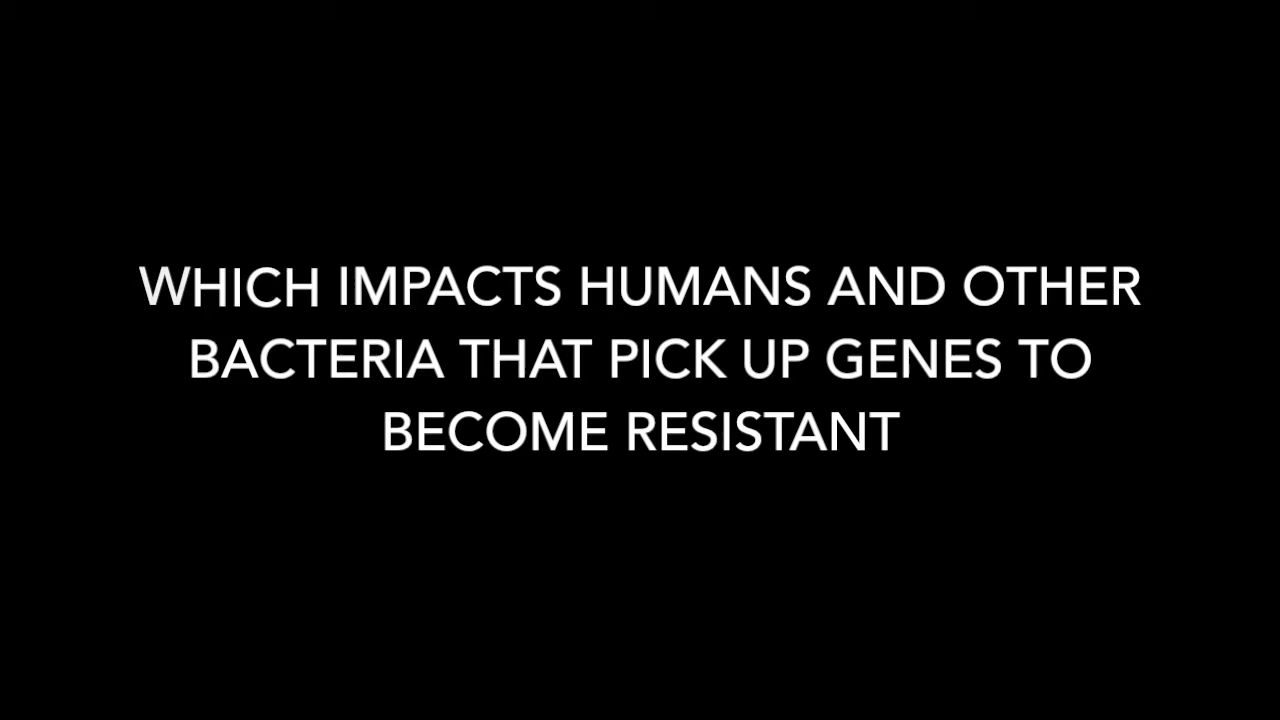 WHICH IMPACTS HUMANS AND OTHER
BACTERIA THAT PICK UP GENES TO
BECOME RESISTANT